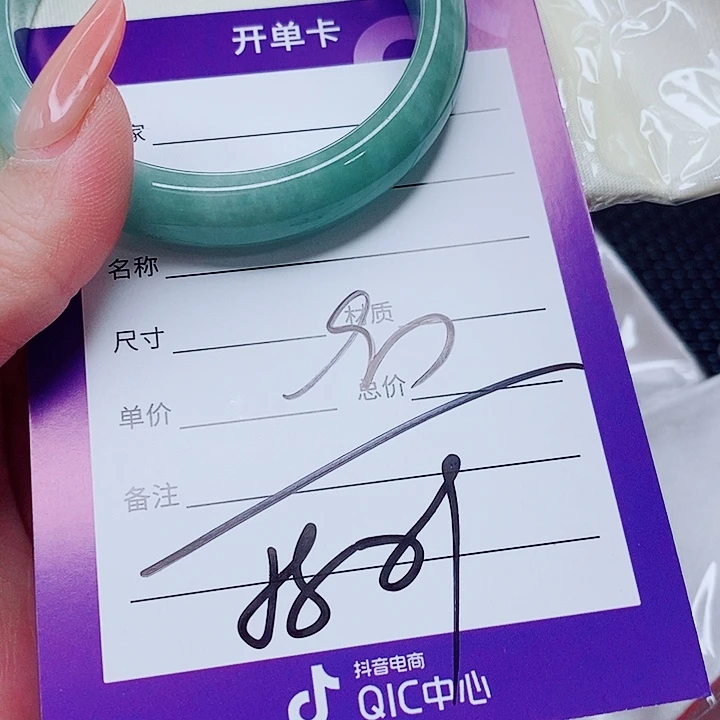 开单卡
家
名称
尺寸 材质
单价 总价
备注
抖音电商
QIC中心